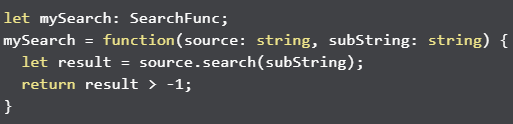 let mySearch: SearchFunc;
mySearch = function(source: string, subString: string) {
  let result = source.search(subString);
  return result > -1;
}